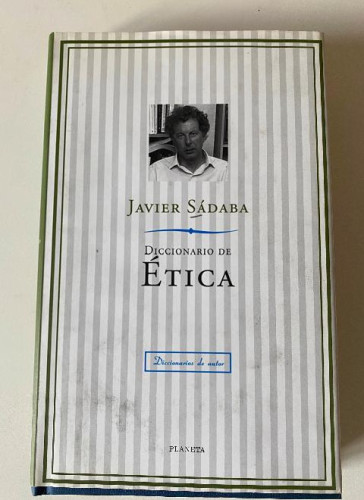 JAVIER SÁDABA
DICCIONARIO DE
ÉTICA
Diccionarios de autor
PLANETA